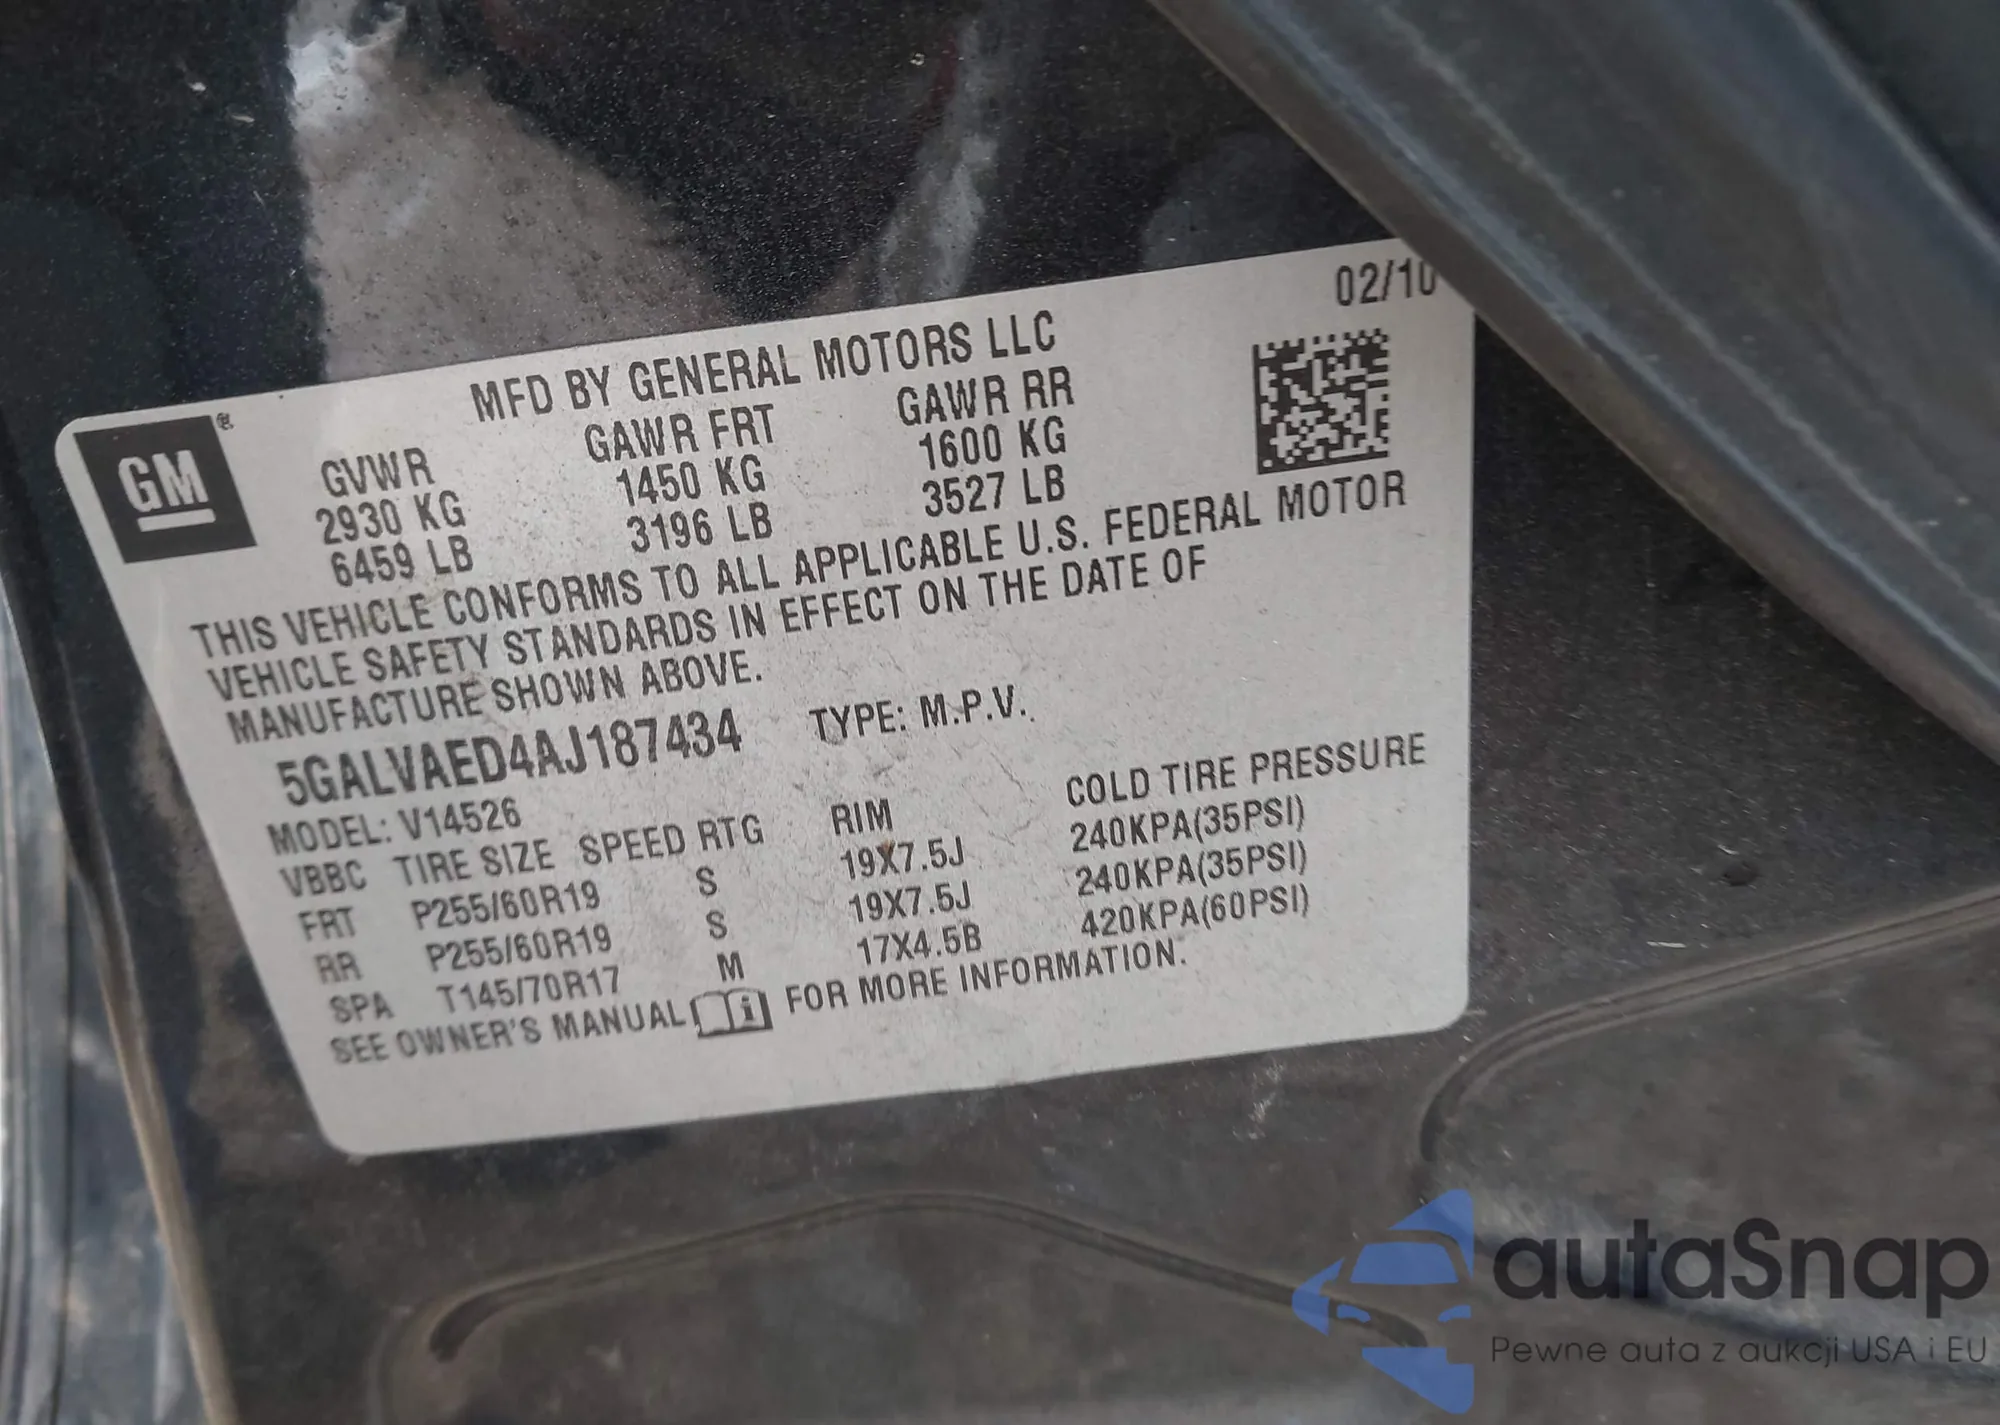 02/10
MFD BY GENERAL MOTORS LLC
GM®
GVWR GAWR FRT GAWR RR
2930 KG 1450 KG 1600 KG
6459 LB 3196 LB 3527 LB
THIS VEHICLE CONFORMS TO ALL APPLICABLE U.S. FEDERAL MOTOR
VEHICLE SAFETY STANDARDS IN EFFECT ON THE DATE OF
MANUFACTURE SHOWN ABOVE.
5GALVAED4AJ187434 TYPE: M.P.V.
MODEL: V14526
VBBC TIRE SIZE SPEED RTG RIM COLD TIRE PRESSURE
FRT P255/60R19 S 19X7.5J 240KPA(35PSI)
RR P255/60R19 S 19X7.5J 240KPA(35PSI)
SPA T145/70R17 M 17X4.5B 420KPA(60PSI)
SEE OWNER'S MANUAL FOR MORE INFORMATION.
autaSnap
Pewne auta z aukcji USA i EU